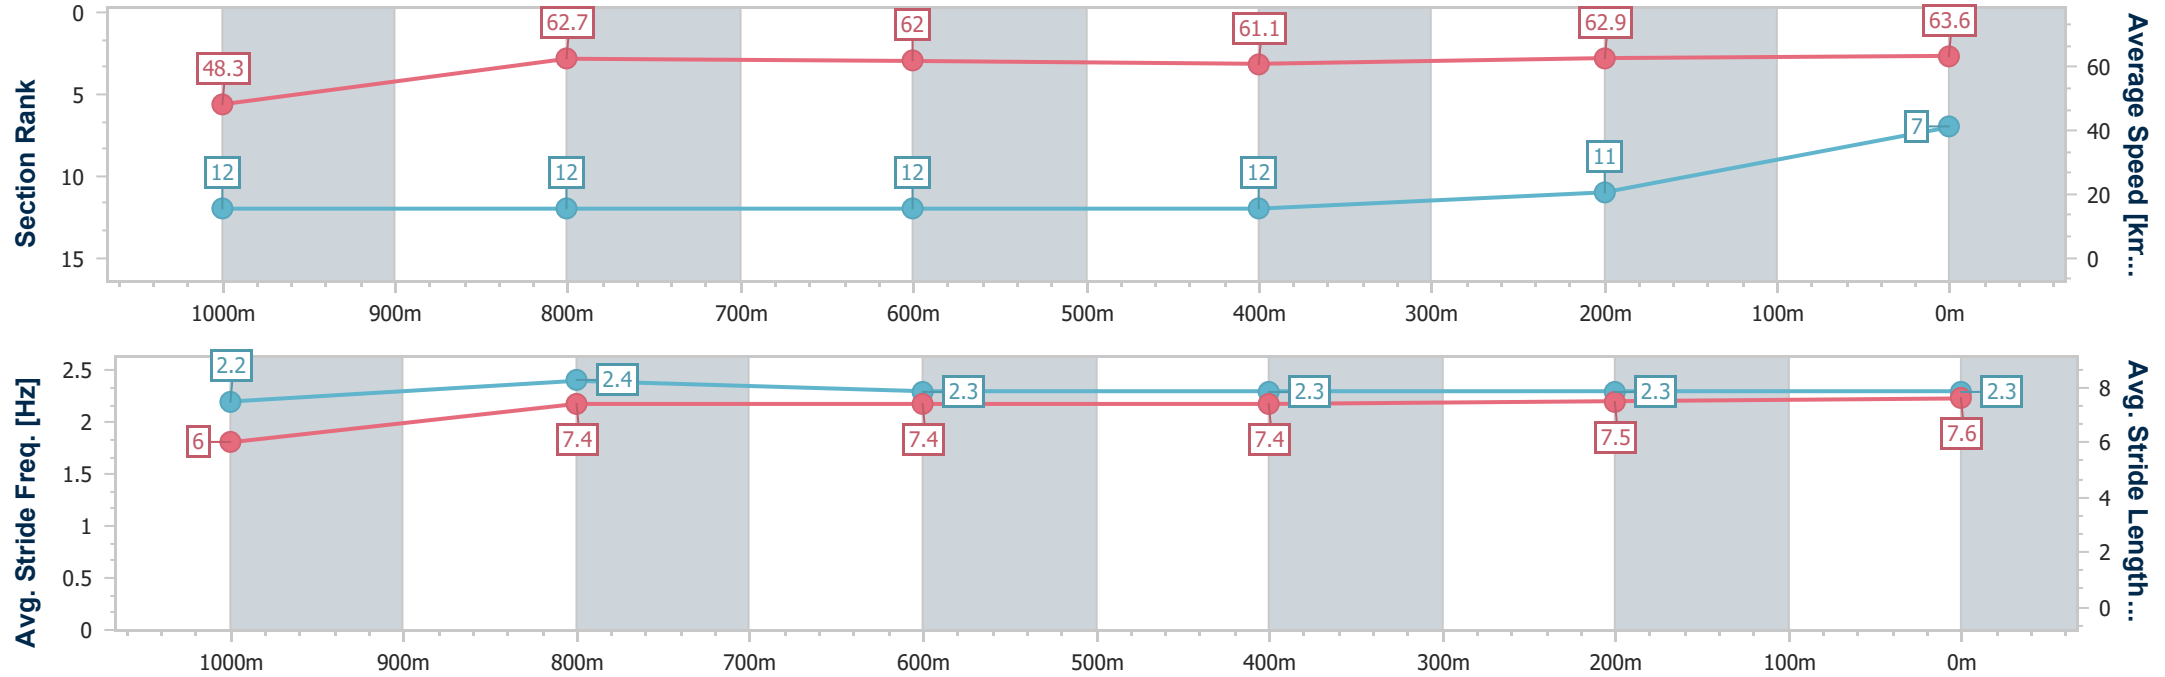 Section Rank
0
5
10
15
48.3
62.7
62
61.1
62.9
63.6
12
12
12
12
11
7
60
40
20
0
Average Speed [km...
1000m
900m
800m
700m
600m
500m
400m
300m
200m
100m
0m
Avg. Stride Freq. [Hz]
2.5
2
1.5
1
0.5
0
2.2
2.4
2.3
2.3
2.3
2.3
6
7.4
7.4
7.4
7.5
7.6
8
6
4
2
0
Avg. Stride Length...
1000m
900m
800m
700m
600m
500m
400m
300m
200m
100m
0m